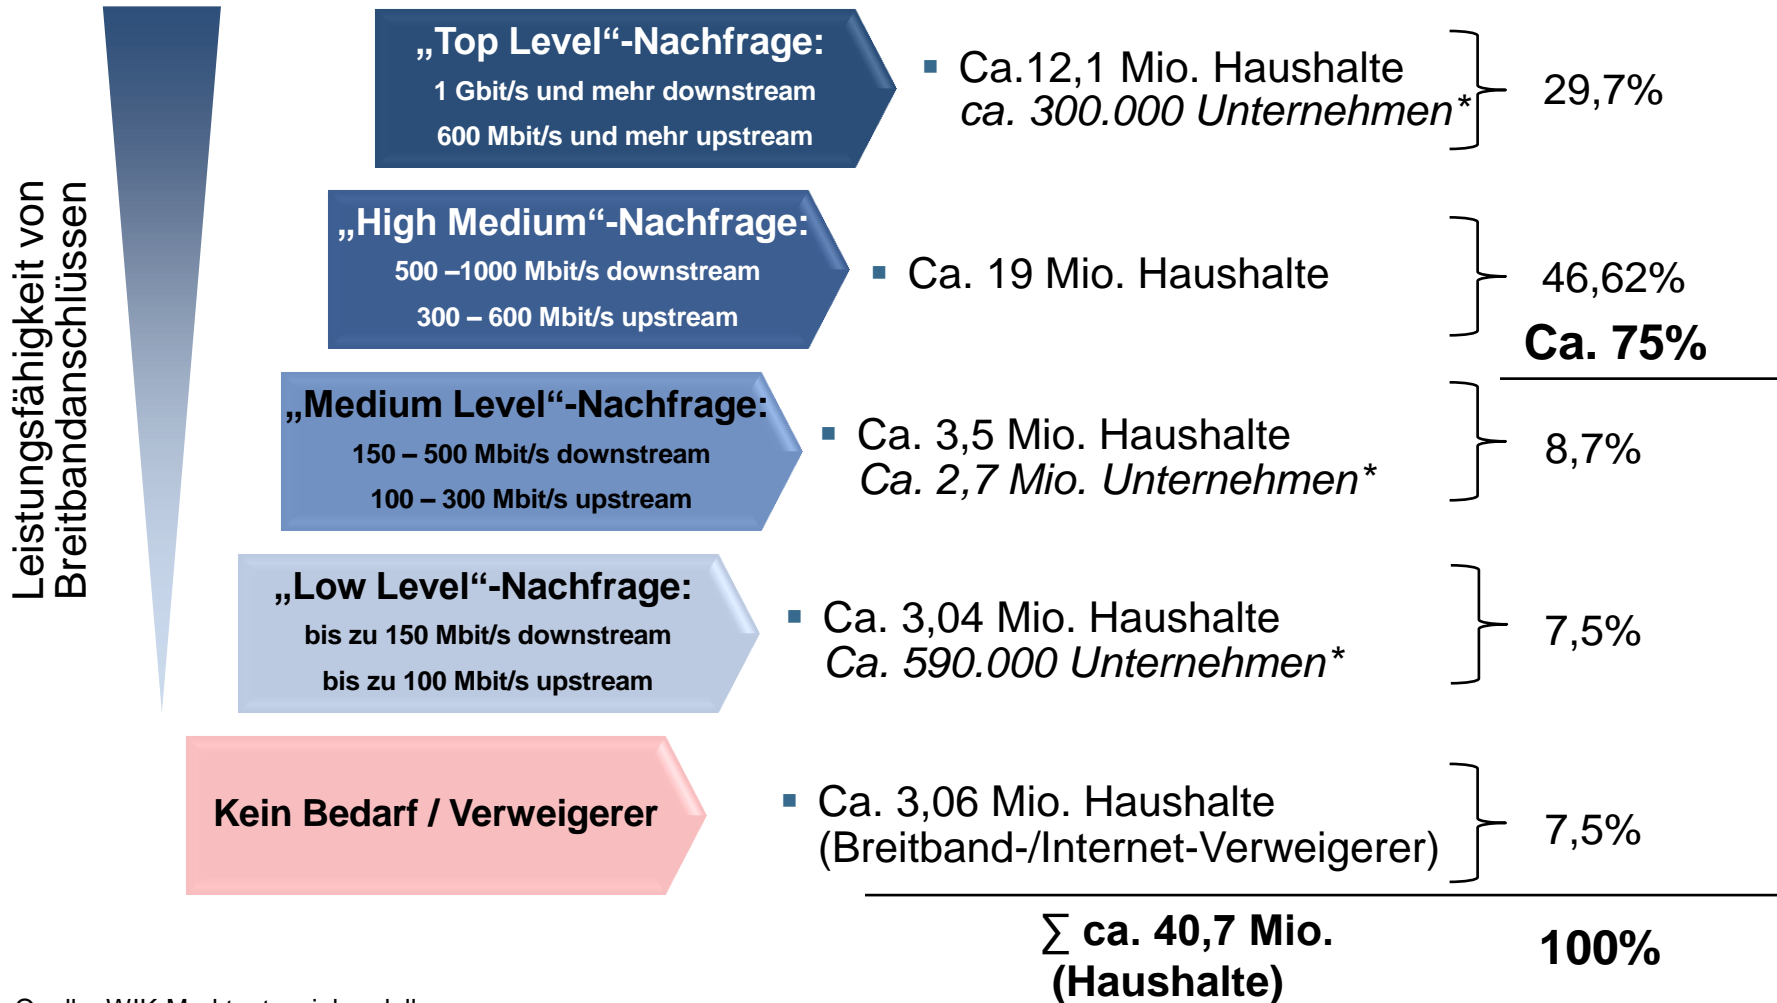 Leistungsfähigkeit von
Breitbandanschlüssen
„Top Level“-Nachfrage:
1 Gbit/s und mehr downstream
600 Mbit/s und mehr upstream
▪ Ca.12,1 Mio. Haushalte
ca. 300.000 Unternehmen*
29,7%
„High Medium“-Nachfrage:
500 –1000 Mbit/s downstream
300 – 600 Mbit/s upstream
▪ Ca. 19 Mio. Haushalte
46,62%
Ca. 75%
„Medium Level“-Nachfrage:
150 – 500 Mbit/s downstream
100 – 300 Mbit/s upstream
▪ Ca. 3,5 Mio. Haushalte
Ca. 2,7 Mio. Unternehmen*
8,7%
„Low Level“-Nachfrage:
bis zu 150 Mbit/s downstream
bis zu 100 Mbit/s upstream
▪ Ca. 3,04 Mio. Haushalte
Ca. 590.000 Unternehmen*
7,5%
Kein Bedarf / Verweigerer
▪ Ca. 3,06 Mio. Haushalte
(Breitband-/Internet-Verweigerer)
7,5%
∑ ca. 40,7 Mio.
(Haushalte)
100%